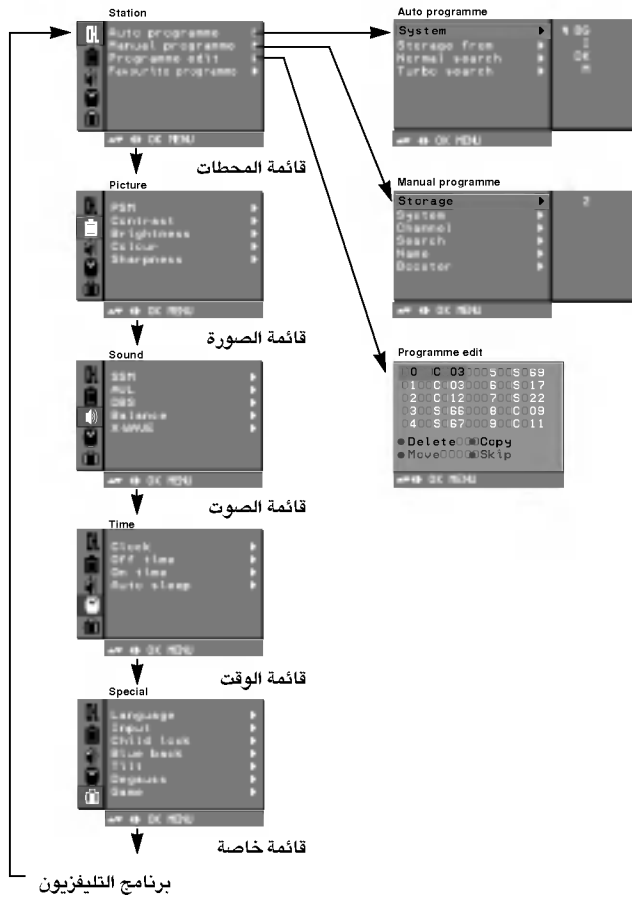 Station
Auto programme
Manual programme
Programme edit
Favourite programme
OK MENU
قائمة المحطات
Picture
PSM
Contrast
Brightness
Colour
Sharpness
OK MENU
قائمة الصورة
Sound
SSM
AVL
DBS
Balance
X-WAVE
OK MENU
قائمة الصوت
Time
Clock
Off time
On time
Auto sleep
OK MENU
قائمة الوقت
Special
Language
Input
Child lock
Blue back
Tilt
Degauss
Game
OK MENU
قائمة خاصة
برنامج التليفزيون
Auto programme
System
Storage from
Normal search
Turbo search
BG
I
DK
M
OK MENU
Manual programme
Storage 2
System
Channel
Search
Name
Booster
OK MENU
Programme edit
0 C 03 5 S 69
1 C 03 6 S 17
2 C 12 7 S 22
3 S 66 8 C 09
4 S 67 9 C 11
Delete Copy
Move Skip
OK MENU